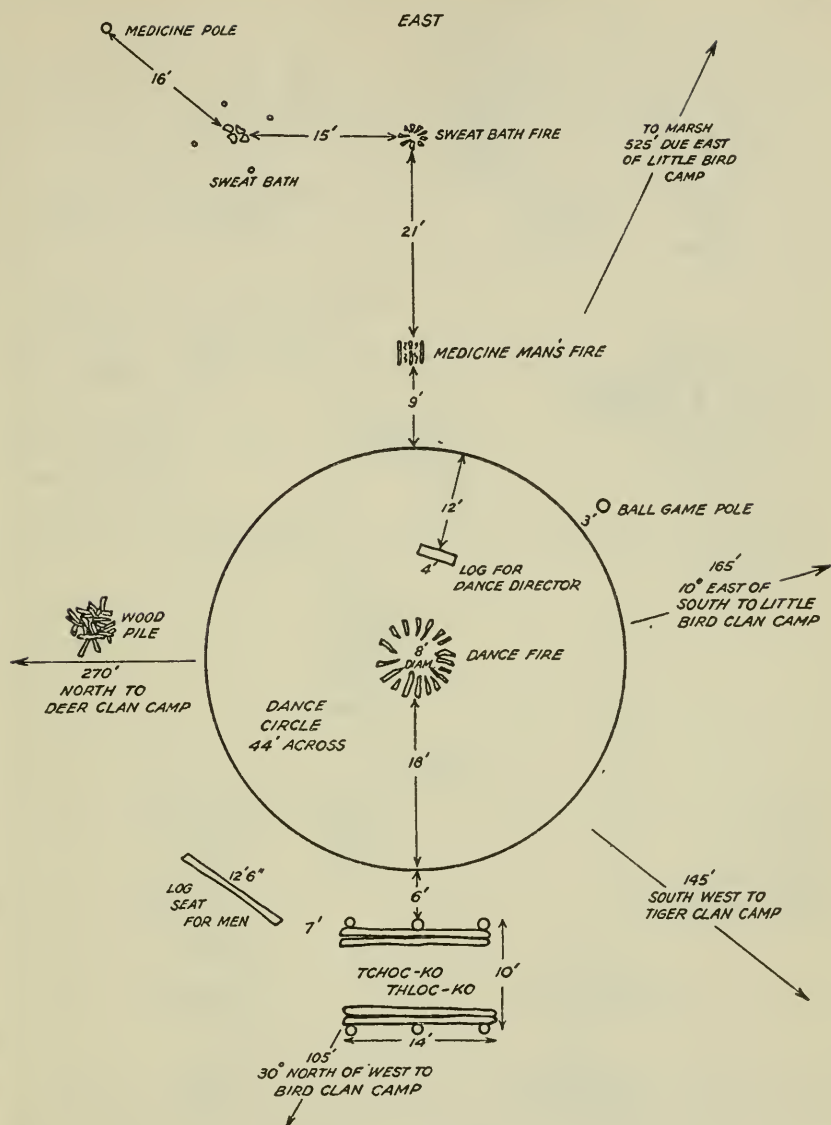 EAST
MEDICINE POLE
16'
15'
SWEAT BATH FIRE
SWEAT BATH
TO MARSH
525' DUE EAST
OF LITTLE BIRD
CAMP
21'
MEDICINE MAN'S FIRE
9'
12'
3'
BALL GAME POLE
4'
LOG FOR
DANCE DIRECTOR
165'
10° EAST OF
SOUTH TO LITTLE
BIRD CLAN CAMP
WOOD
PILE
8'
DIAM.
DANCE FIRE
270'
NORTH TO
DEER CLAN CAMP
DANCE
CIRCLE
44' ACROSS
18'
12'6"
LOG
SEAT
FOR MEN
6'
145'
SOUTH WEST TO
TIGER CLAN CAMP
7'
TCHOC-KO
THLOC-KO
10'
14'
105'
30° NORTH OF WEST TO
BIRD CLAN CAMP